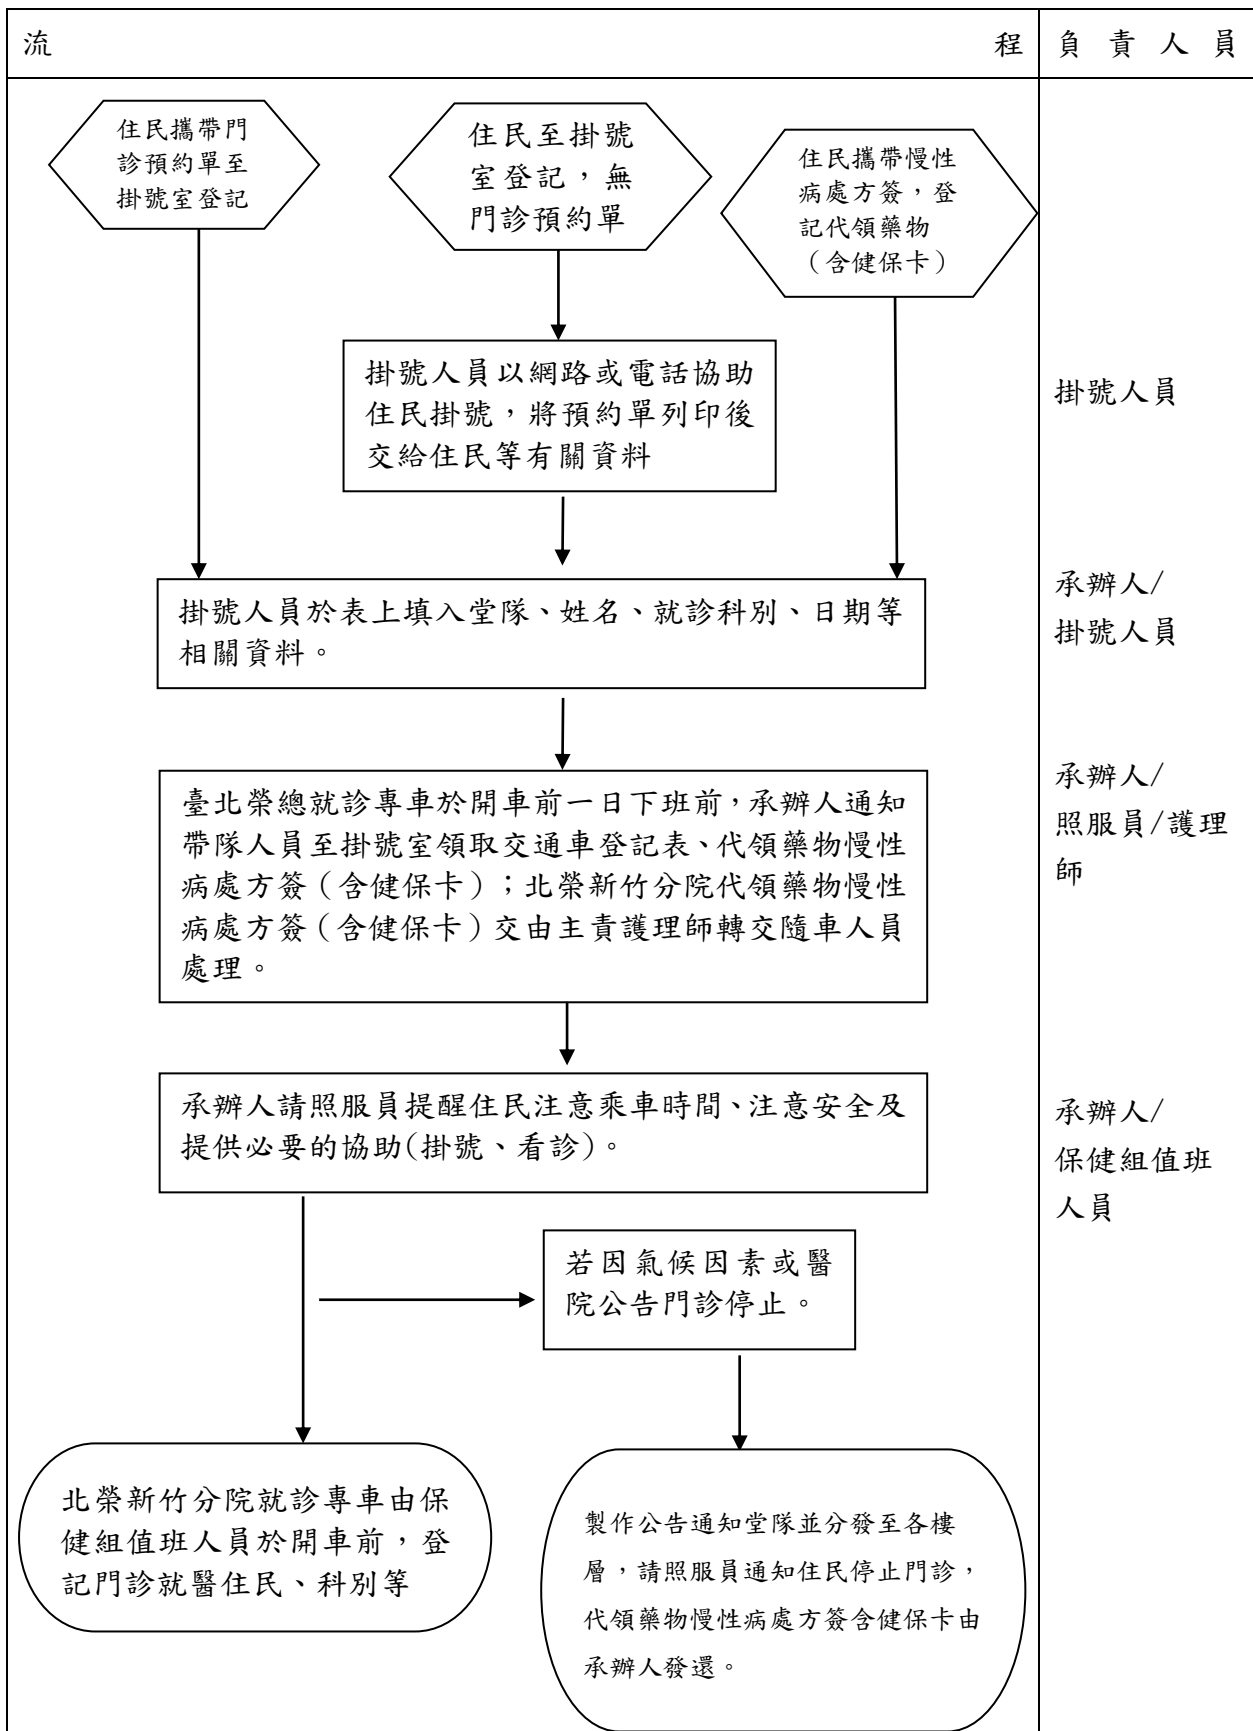 流程
負責人員
住民攜帶門
診預約單至
掛號室登記
住民至掛號
室登記，無
門診預約單
住民攜帶慢性
病處方簽，登
記代領藥物
（含健保卡）
掛號人員以網路或電話協助
住民掛號，將預約單列印後
交給住民等有關資料
掛號人員
掛號人員於表上填入堂隊、姓名、就診科別、日期等
相關資料。
承辦人/
掛號人員
臺北榮總就診專車於開車前一日下班前，承辦人通知
帶隊人員至掛號室領取交通車登記表、代領藥物慢性
病處方簽（含健保卡）；北榮新竹分院代領藥物慢性
病處方簽（含健保卡）交由主責護理師轉交隨車人員
處理。
承辦人/
照服員/護理
師
承辦人請照服員提醒住民注意乘車時間、注意安全及
提供必要的協助(掛號、看診)。
承辦人/
保健組值班
人員
若因氣候因素或醫
院公告門診停止。
北榮新竹分院就診專車由保
健組值班人員於開車前，登
記門診就醫住民、科別等
製作公告通知堂隊並分發至各樓
層，請照服員通知住民停止門診，
代領藥物慢性病處方簽含健保卡由
承辦人發還。